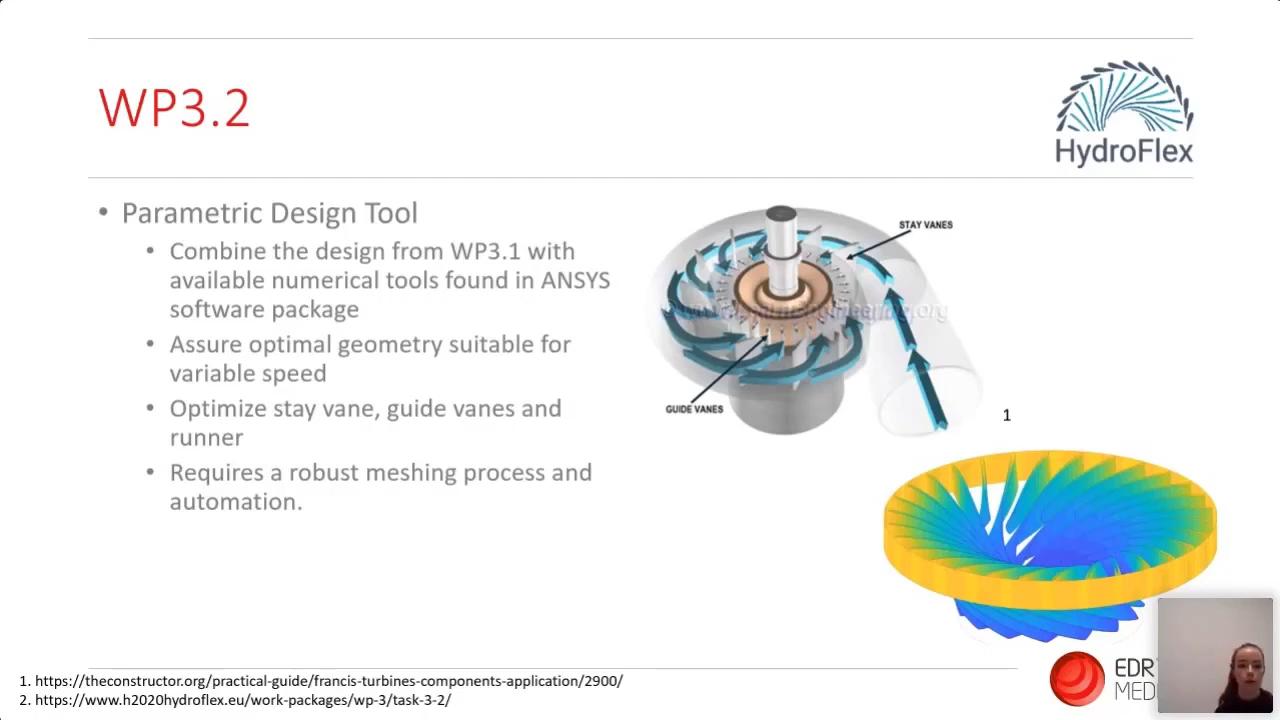 WP3.2
HydroFlex
• Parametric Design Tool
• Combine the design from WP3.1 with
available numerical tools found in ANSYS
software package
• Assure optimal geometry suitable for
variable speed
• Optimize stay vane, guide vanes and
runner
• Requires a robust meshing process and
automation.
STAY VANES
GUIDE VANES
1
1. https://theconstructor.org/practical-guide/francis-turbines-components-application/2900/
2. https://www.h2020hydroflex.eu/work-packages/wp-3/task-3-2/
EDR